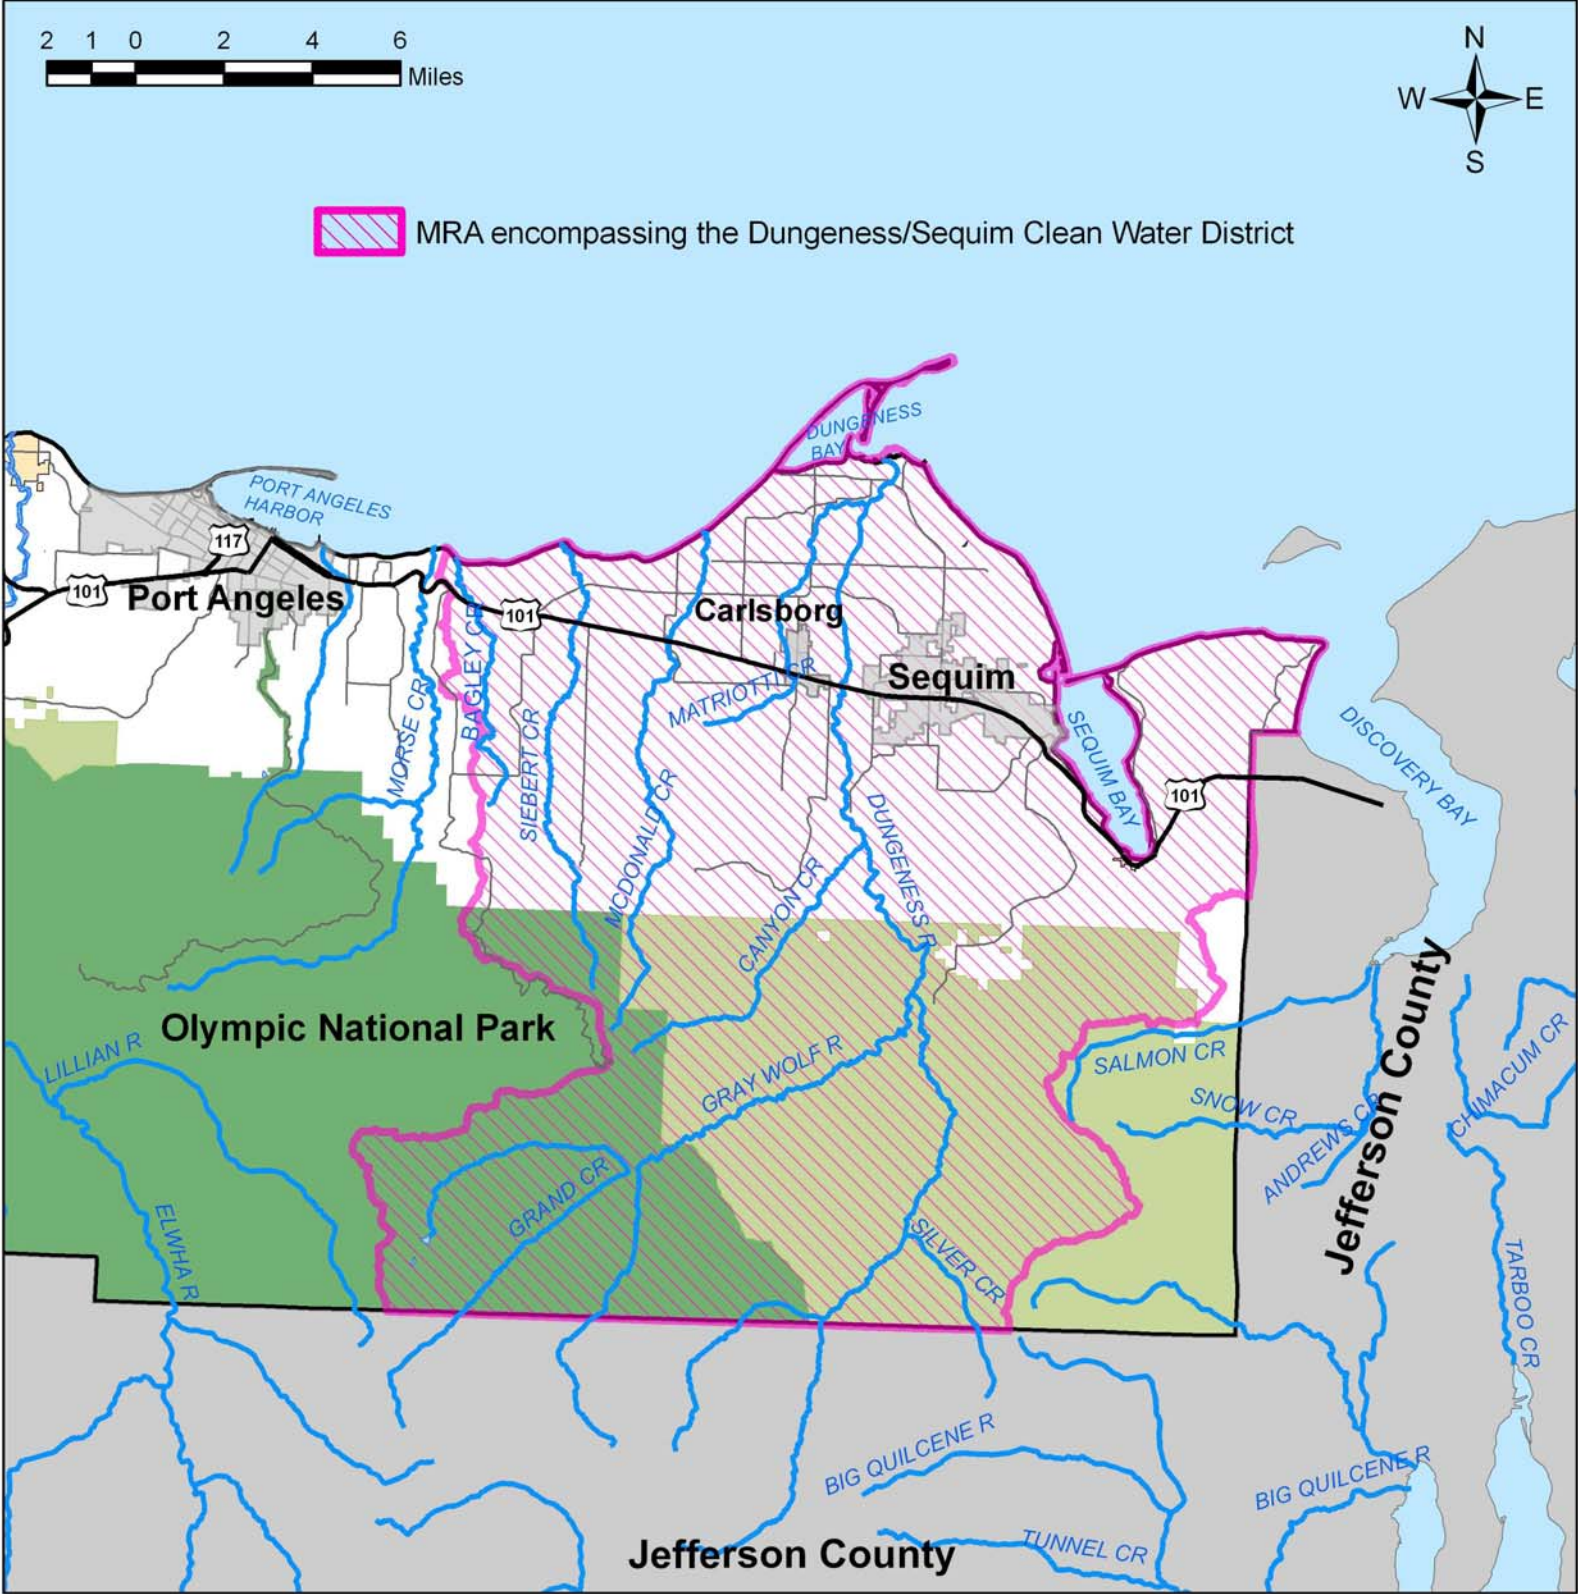 2 1 0 2 4 6
Miles
N
W E
S
MRA encompassing the Dungeness/Sequim Clean Water District
DUNGENESS
BAY
PORT ANGELES
HARBOR
117
101
Port Angeles
101
Carlsborg
Sequim
MATRIOTTI CR
BAGLEY CR
MORSE CR
SIEBERT CR
MCDONALD CR
CANYON CR
DUNGENESS R
SEQUIM BAY
101
DISCOVERY BAY
Olympic National Park
LILLIAN R
GRAY WOLF R
SALMON CR
SNOW CR
ANDREWS CR
Jefferson County
CHIMACUM CR
GRAND CR
ELWHA R
SILVER CR
TARBOO CR
BIG QUILCENE R
BIG QUILCENE R
TUNNEL CR
Jefferson County